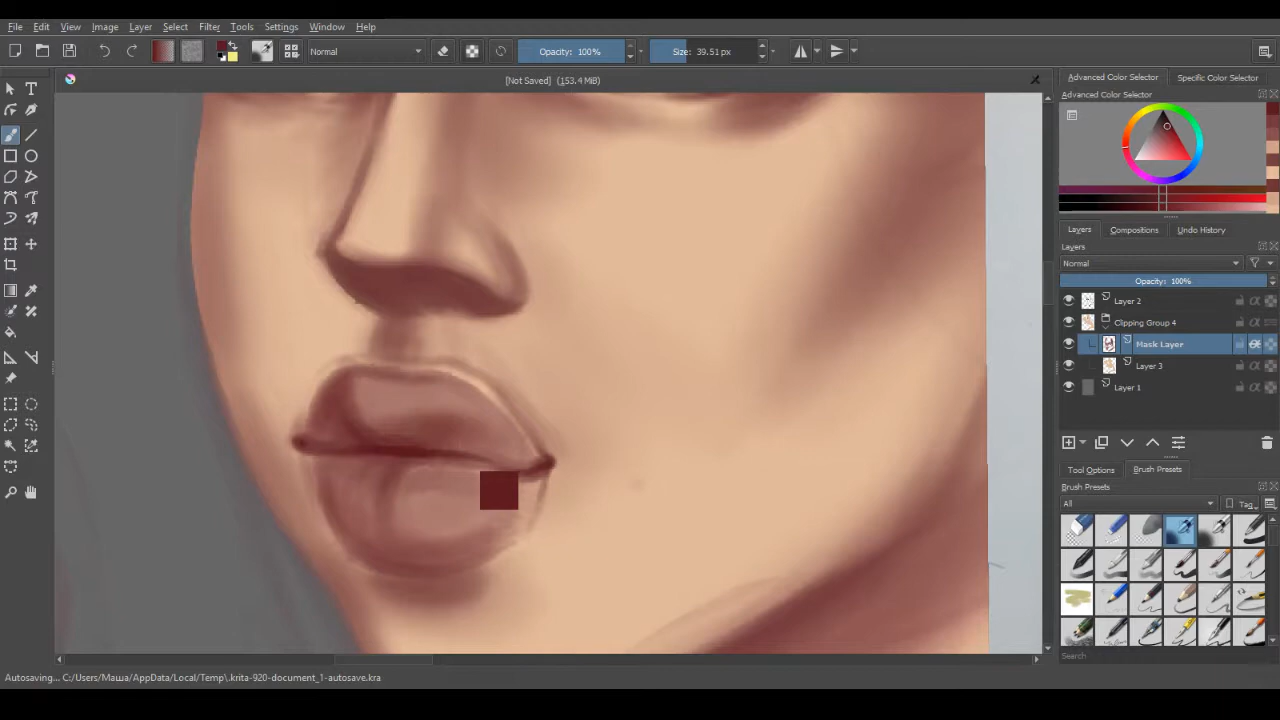 File Edit View Image Layer Select Filter Tools Settings Window Help
Normal Opacity: 100% Size: 39.51 px
[Not Saved] (153.4 MiB)
Advanced Color Selector Specific Color Selector
Advanced Color Selector
Layers Compositions Undo History
Layers
Normal
Opacity: 100%
Layer 2
Clipping Group 4
Mask Layer
Layer 3
Layer 1
Tool Options Brush Presets
Brush Presets
All Tag
Search
Autosaving... C:/Users/Маша/AppData/Local/Temp\.krita-920-document_1-autosave.kra